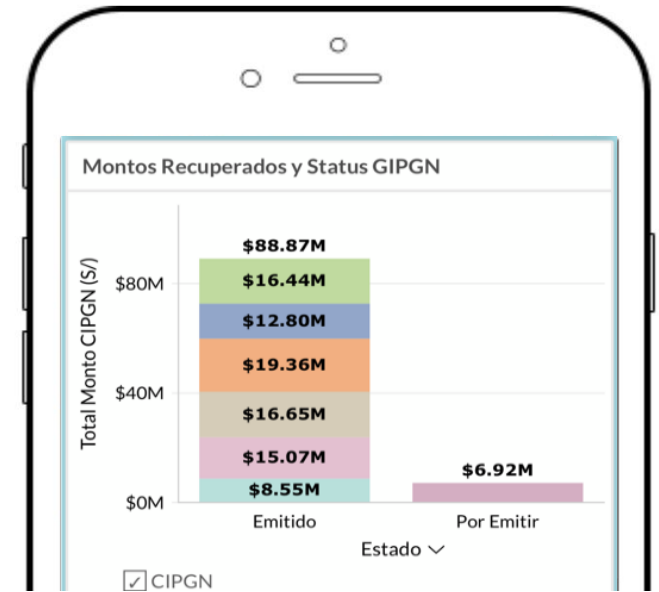 Montos Recuperados y Status GIPGN
Total Monto CIPGN (S/)
$80M
$40M
$0M
$88.87M
$16.44M
$12.80M
$19.36M
$16.65M
$15.07M
$8.55M
$6.92M
Emitido
Por Emitir
Estado
CIPGN